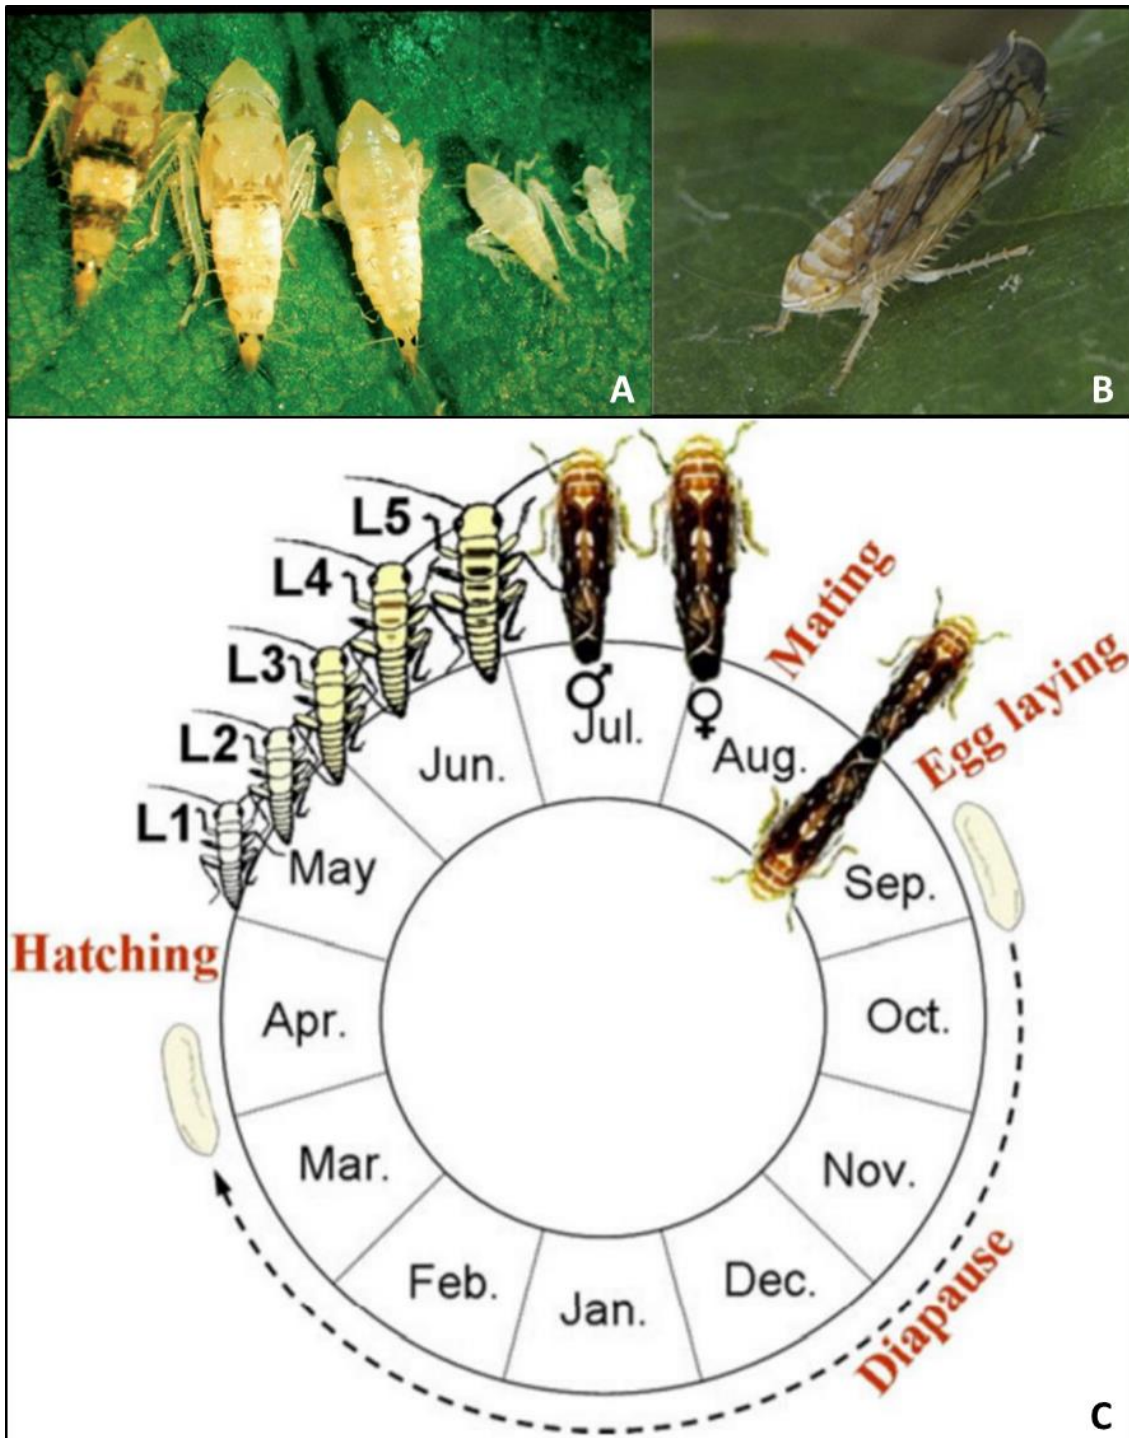 A
B
L5
L4
L3
L2
L1
♂
♀
Mating
Egg laying
Hatching
Diapause
Jan.
Feb.
Mar.
Apr.
May
Jun.
Jul.
Aug.
Sep.
Oct.
Nov.
Dec.
C